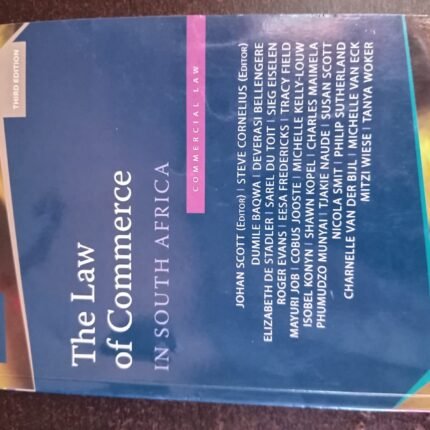 THIRD EDITION
The Law
of Commerce
IN SOUTH AFRICA
COMMERCIAL LAW
JOHAN SCOTT (EDITOR) | STEVE CORNELIUS (EDITOR)
DUMILE BAQWA | DEVERASI BELLENGERE
ELIZABETH DE STADLER | SAREL DU TOIT | SIEG EISELEN
ROGER EVANS | EESA FREDERICKS | TRACY FIELD
MAYURI JOB | COBUS JOOSTE | MICHELLE KELLY-LOUW
ISOBEL KONYN | SHAWN KOPEL | CHARLES MAIMELA
PHUMUDZO MUNYAI | TJAKIE NAUDE | SUSAN SCOTT
NICOLA SMIT | PHILIP SUTHERLAND
CHARNELLE VAN DER BIJL | MICHELLE VAN ECK
MITZI WIESE | TANYA WOKER